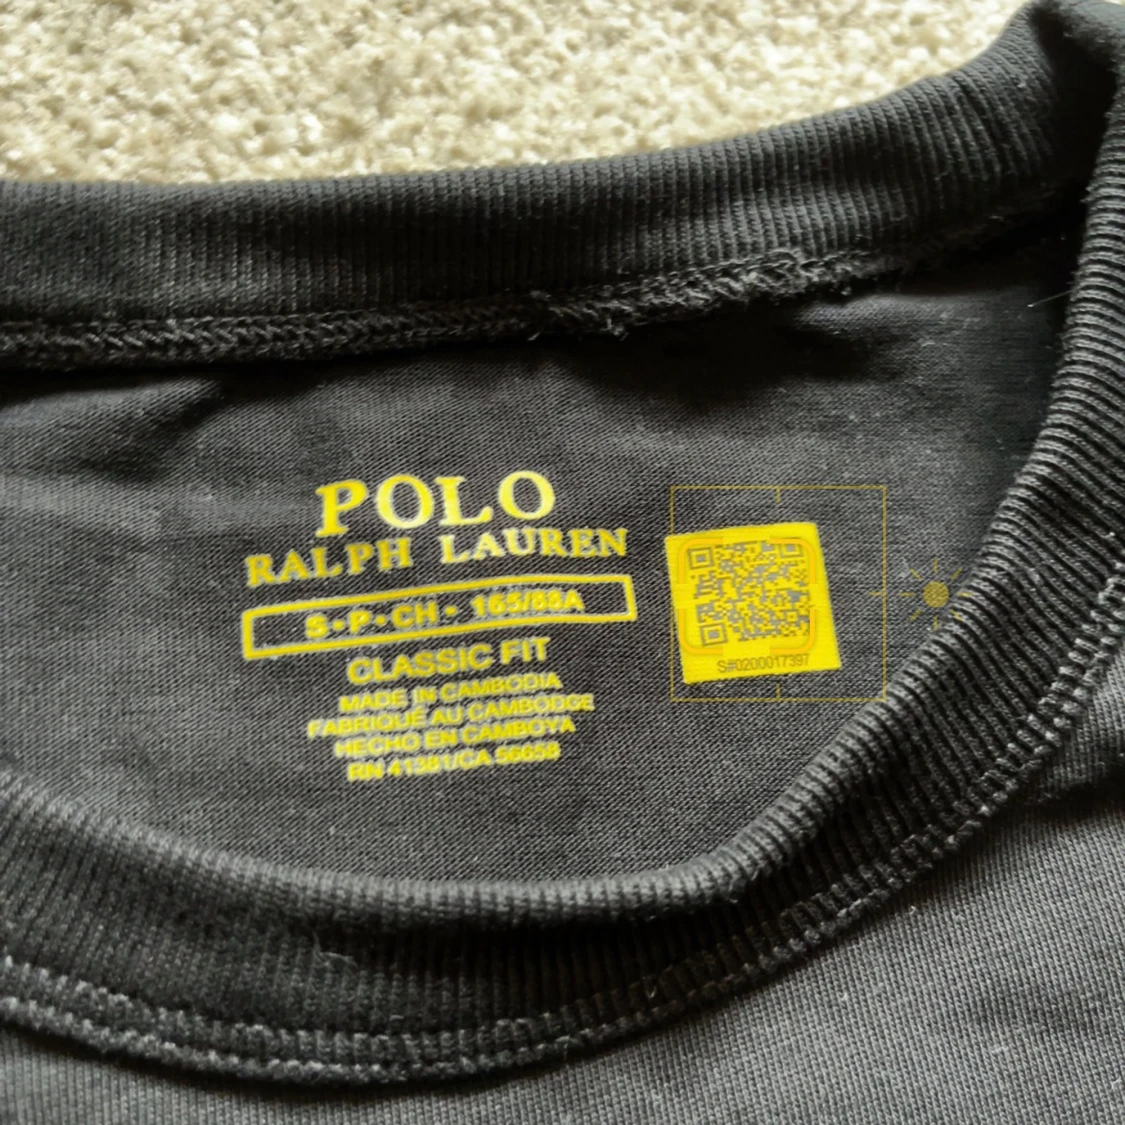 POLO
RALPH LAUREN
S•P•CH• 165/88A
CLASSIC FIT
MADE IN CAMBODIA
FABRIQUÉ AU CAMBODGE
HECHO EN CAMBOYA
RN 41381/CA 56658
S#0200017397